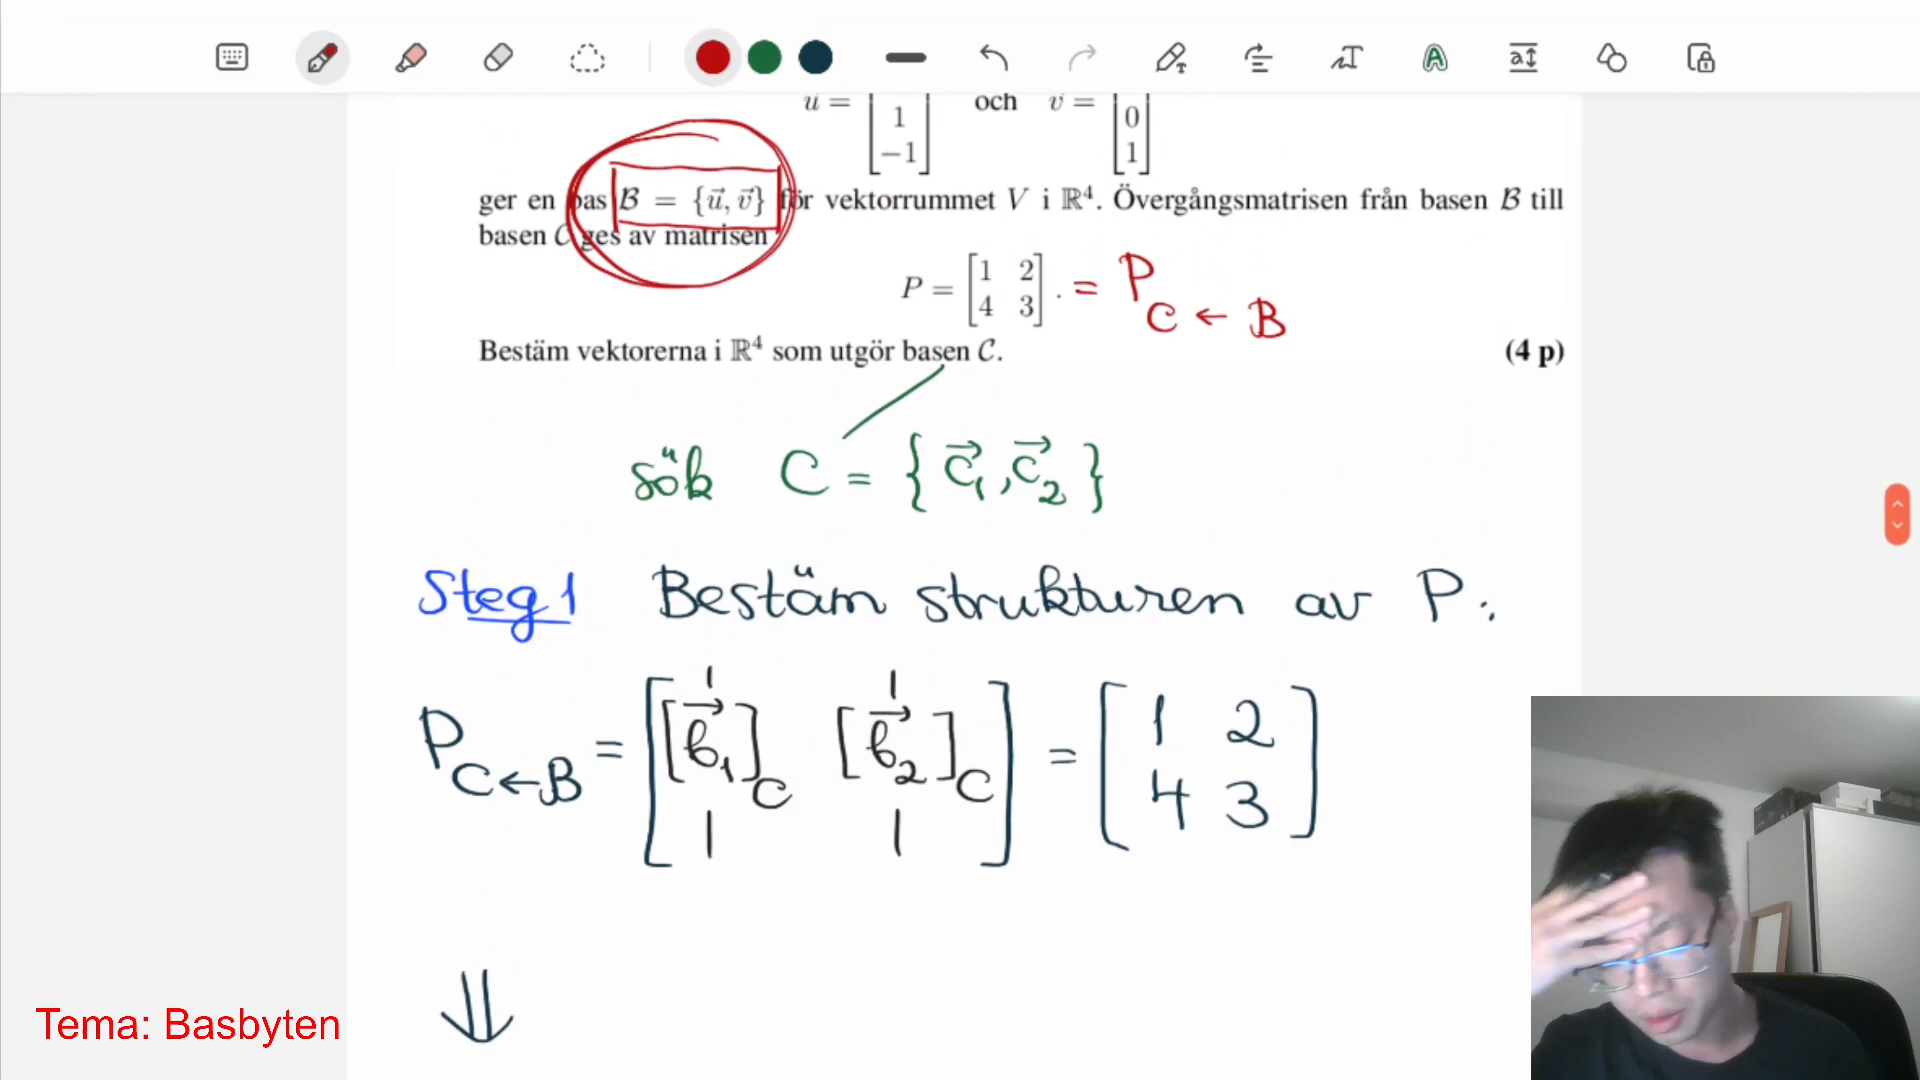 u = [ 1 −1 ] och v = [ 0 1 ]
ger en bas B = {u⃗, v⃗} för vektorrummet V i ℝ⁴. Övergångsmatrisen från basen B till
basen C ges av matrisen
P = [ 1 2 4 3 ] . = P C ← B
Bestäm vektorerna i ℝ⁴ som utgör basen C.
(4 p)
sök C = { c⃗₁, c⃗₂ }
Steg 1 Bestäm strukturen av P:
P C←B = [ [b⃗₁]C [b⃗₂]C ] = [ 1 2 4 3 ]
⇓
Tema: Basbyten